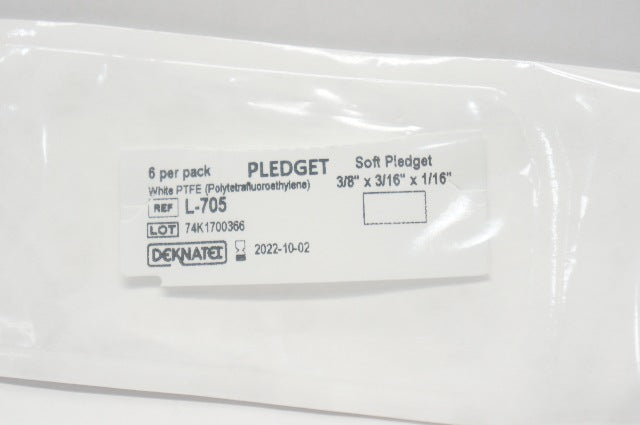 6 per pack PLEDGET Soft Pledget
White PTFE (Polytetrafluoroethylene) 3/8" x 3/16" x 1/16"
REF L-705
LOT 74K1700366
DEKNATEL 2022-10-02